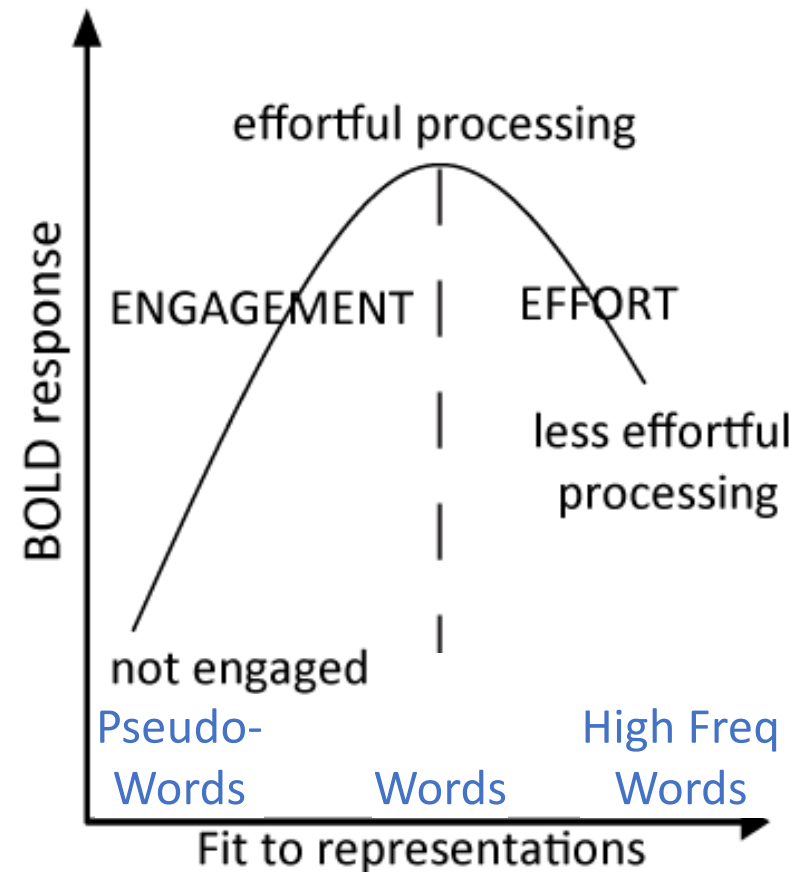 effortful processing
BOLD response
ENGAGEMENT
EFFORT
less effortful
processing
not engaged
Pseudo-
Words
Words
High Freq
Words
Fit to representations